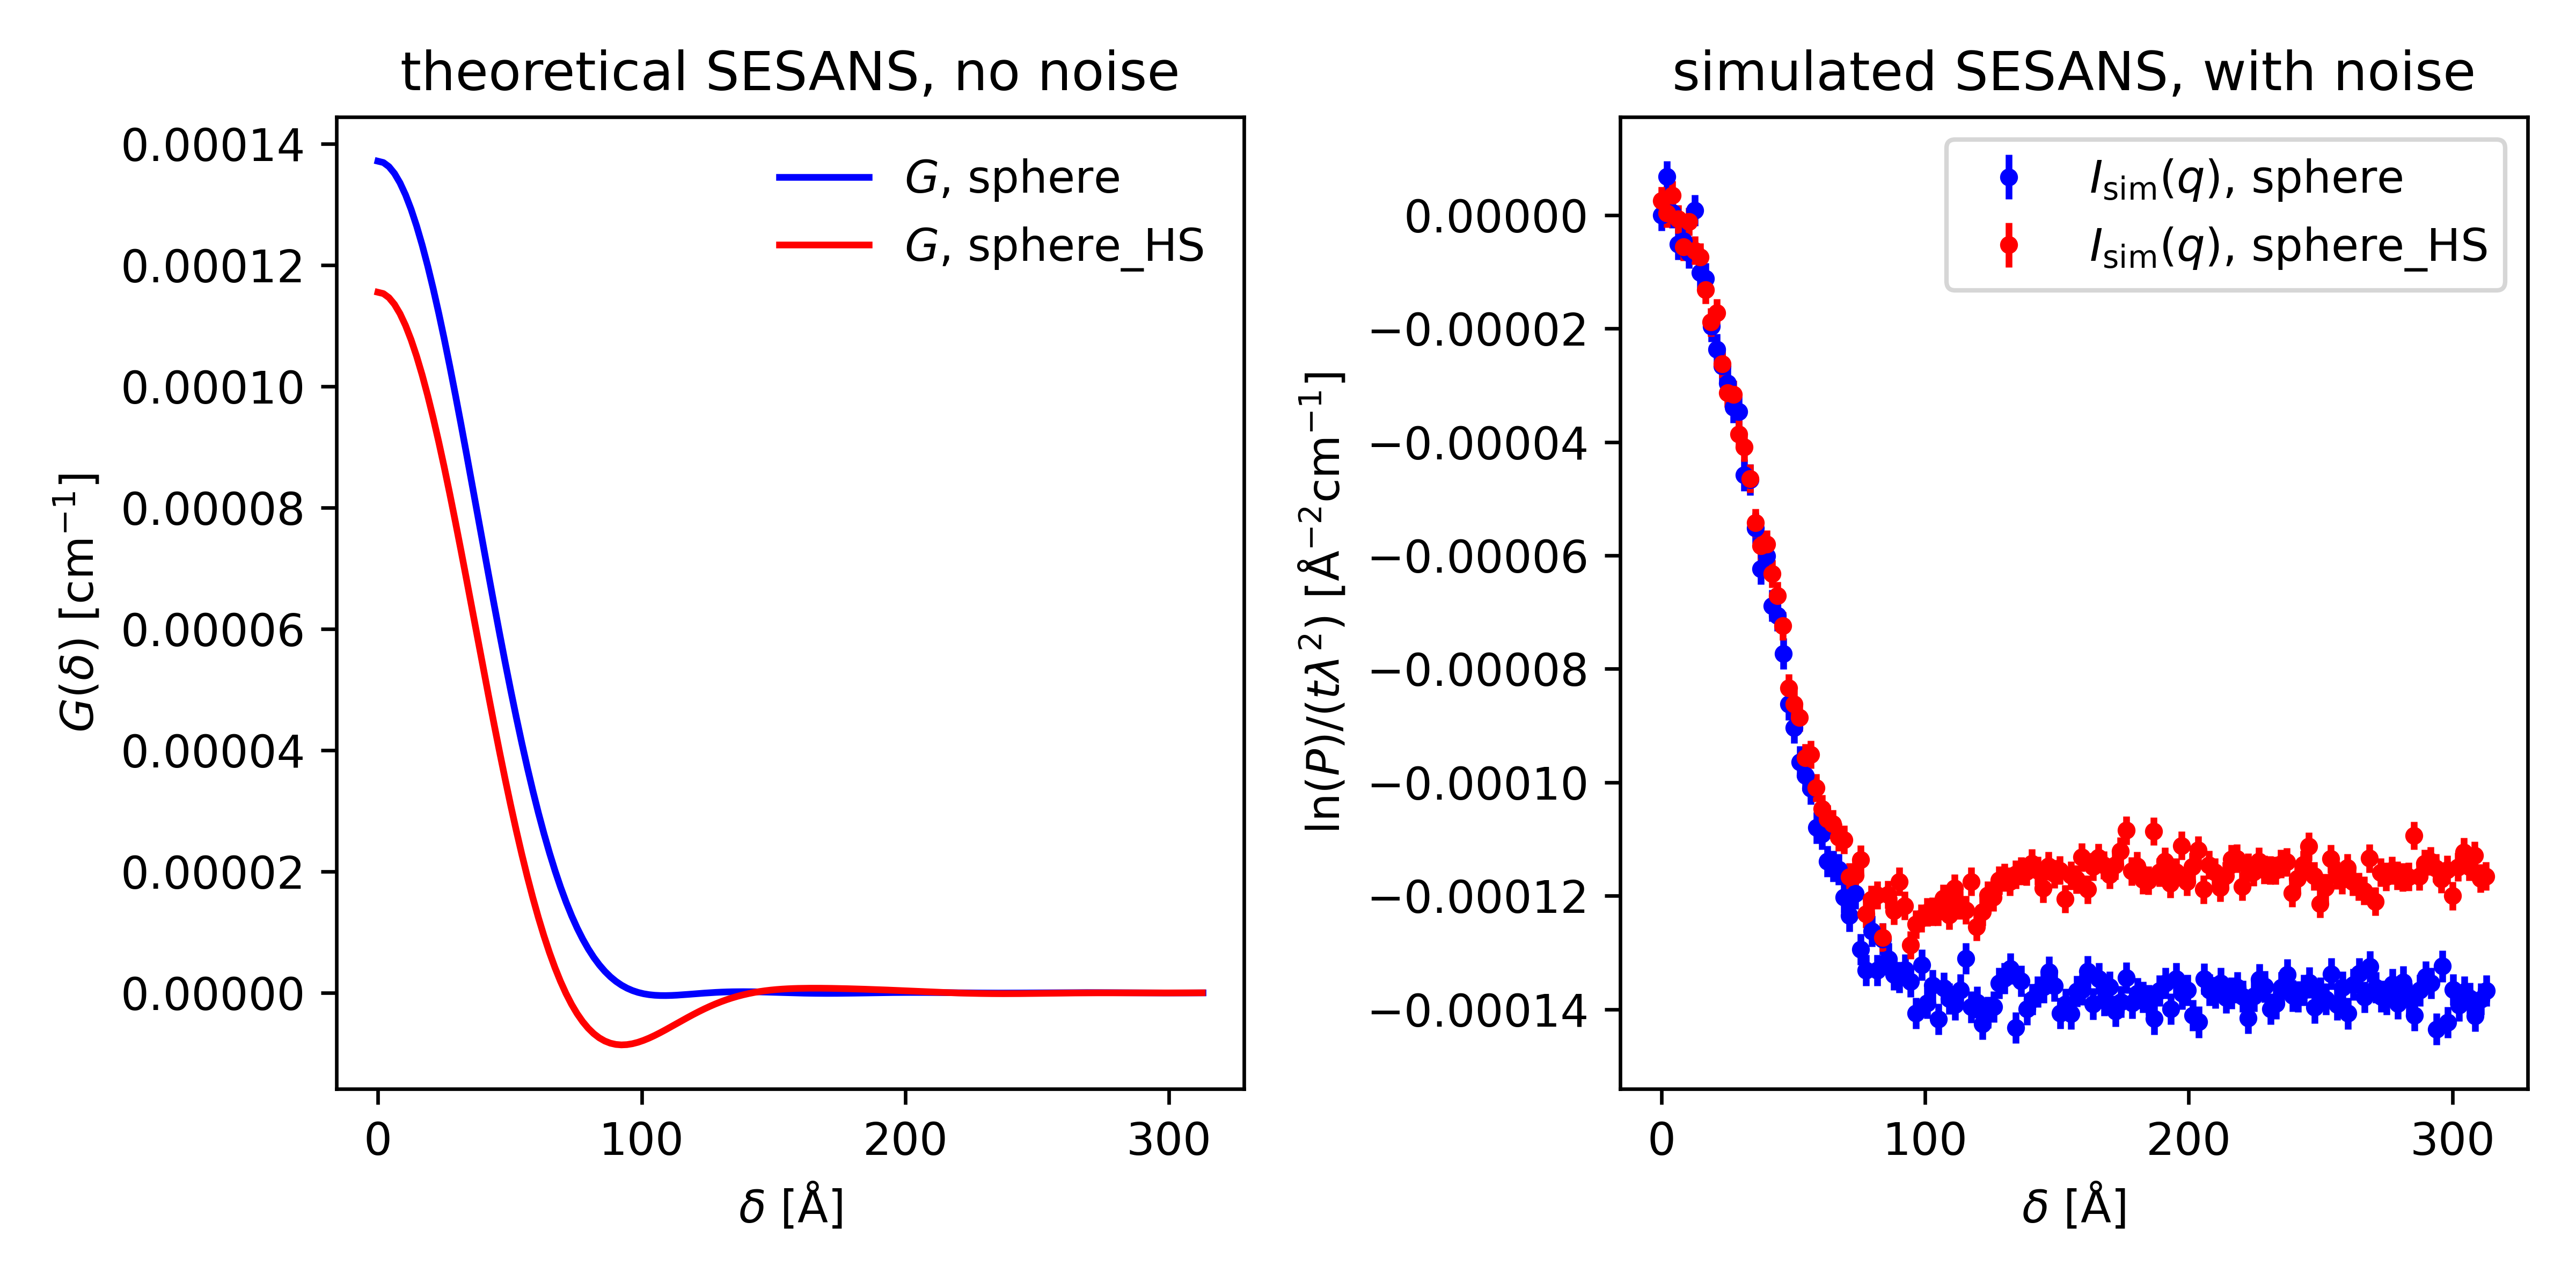 theoretical SESANS, no noise
G(δ) [cm⁻¹]
0.00014
0.00012
0.00010
0.00008
0.00006
0.00004
0.00002
0.00000
G, sphere
G, sphere_HS
0 100 200 300
δ [Å]
simulated SESANS, with noise
ln(P)/(tλ²) [Å⁻²cm⁻¹]
0.00000
−0.00002
−0.00004
−0.00006
−0.00008
−0.00010
−0.00012
−0.00014
I_sim(q), sphere
I_sim(q), sphere_HS
0 100 200 300
δ [Å]